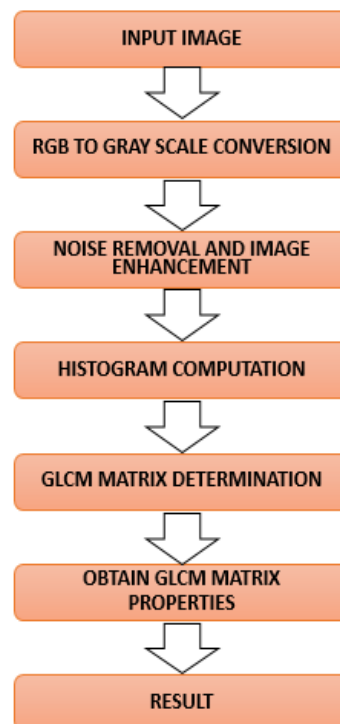 INPUT IMAGE
RGB TO GRAY SCALE CONVERSION
NOISE REMOVAL AND IMAGE
ENHANCEMENT
HISTOGRAM COMPUTATION
GLCM MATRIX DETERMINATION
OBTAIN GLCM MATRIX
PROPERTIES
RESULT